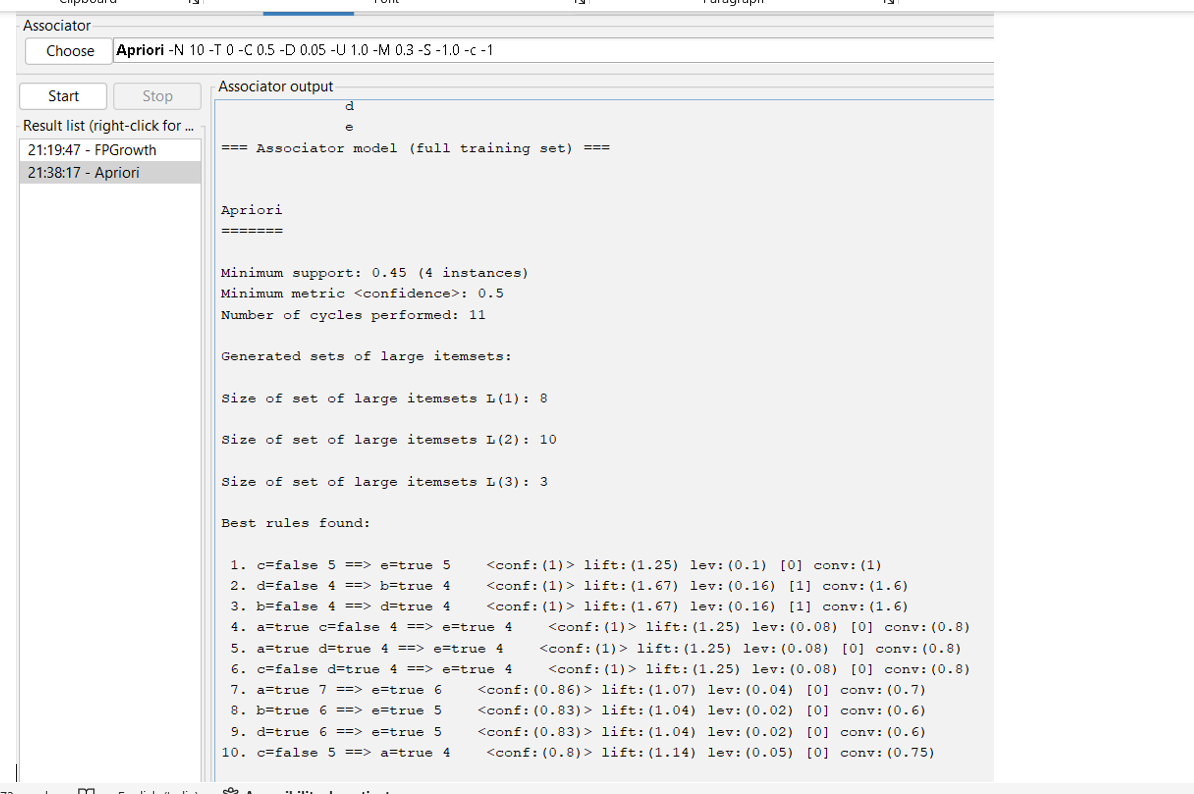 Clipboard Font Paragraph
Associator
Choose Apriori -N 10 -T 0 -C 0.5 -D 0.05 -U 1.0 -M 0.3 -S -1.0 -c -1
Start Stop
Associator output
Result list (right-click for ...
21:19:47 - FPGrowth
21:38:17 - Apriori
d
e
=== Associator model (full training set) ===
Apriori
=======
Minimum support: 0.45 (4 instances)
Minimum metric <confidence>: 0.5
Number of cycles performed: 11
Generated sets of large itemsets:
Size of set of large itemsets L(1): 8
Size of set of large itemsets L(2): 10
Size of set of large itemsets L(3): 3
Best rules found:
1. c=false 5 ==> e=true 5 <conf:(1)> lift:(1.25) lev:(0.1) [0] conv:(1)
2. d=false 4 ==> b=true 4 <conf:(1)> lift:(1.67) lev:(0.16) [1] conv:(1.6)
3. b=false 4 ==> d=true 4 <conf:(1)> lift:(1.67) lev:(0.16) [1] conv:(1.6)
4. a=true c=false 4 ==> e=true 4 <conf:(1)> lift:(1.25) lev:(0.08) [0] conv:(0.8)
5. a=true d=true 4 ==> e=true 4 <conf:(1)> lift:(1.25) lev:(0.08) [0] conv:(0.8)
6. c=false d=true 4 ==> e=true 4 <conf:(1)> lift:(1.25) lev:(0.08) [0] conv:(0.8)
7. a=true 7 ==> e=true 6 <conf:(0.86)> lift:(1.07) lev:(0.04) [0] conv:(0.7)
8. b=true 6 ==> e=true 5 <conf:(0.83)> lift:(1.04) lev:(0.02) [0] conv:(0.6)
9. d=true 6 ==> e=true 5 <conf:(0.83)> lift:(1.04) lev:(0.02) [0] conv:(0.6)
10. c=false 5 ==> a=true 4 <conf:(0.8)> lift:(1.14) lev:(0.05) [0] conv:(0.75)